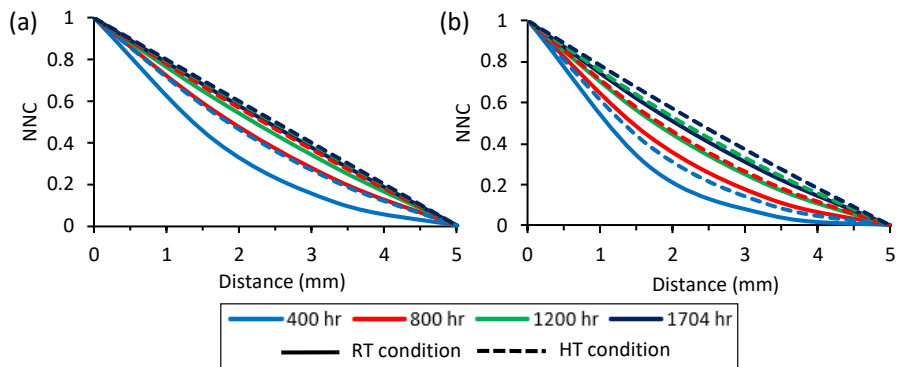 (a)
1
0.8
0.6
0.4
0.2
0
NNC
0 1 2 3 4 5
Distance (mm)
(b)
1
0.8
0.6
0.4
0.2
0
NNC
0 1 2 3 4 5
Distance (mm)
400 hr 800 hr 1200 hr 1704 hr
RT condition HT condition